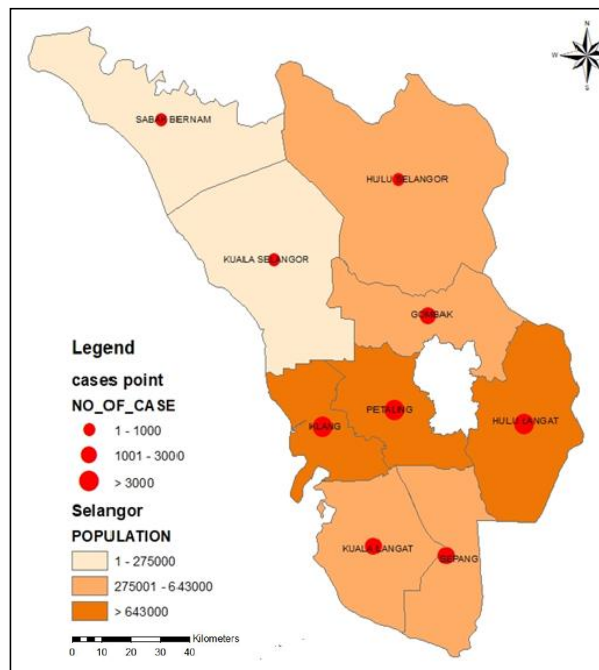 N
W
E
S
SABAK BERNAM
HULU SELANGOR
KUAILA SELANGOR
GOMBAK
PETALING
KLANG
HULU LANGAT
KUALA LANGAT
SEPANG
Legend
cases point
NO_OF_CASE
1 - 1000
1001 - 3000
> 3000
Selangor
POPULATION
1 - 275000
275001 - 643000
> 643000
Kilometers
0 5 10 20 30 40